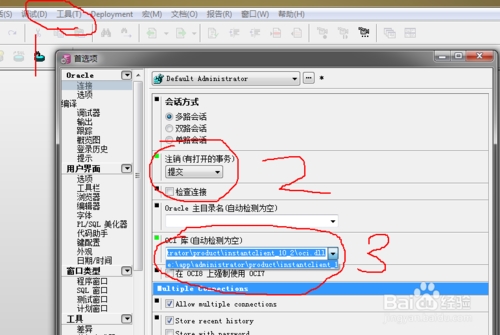 调试(D) 工具(T) Deployment 宏(M) 文档(O) 报告(R) 窗口(W) 帮助(H)
首选项
Oracle
连接
选项
编译
调试器
输出
跟踪
概览图
登录历史
提示
用户界面
选项
工具栏
浏览器
编辑器
字体
PL/SQL 美化器
代码助手
键配置
外观
日期/时间
窗口类型
程序窗口
SQL 窗口
测试窗口
计划窗口
工具
差异
Default Administrator
会话方式
多路会话
双路会话
单路会话
注销(有打开的事务)
提交
2
检查连接
Oracle 主目录名(自动检测为空)
OCI 库(自动检测为空)
trator\product\instantclient_10_2\oci.dll
\app\administrator\product\instantclient_1
3
在 OCI8 上强制使用 OCI7
Multiple Connections
Allow multiple connections
Store recent history
Store with password
Baidu 经验